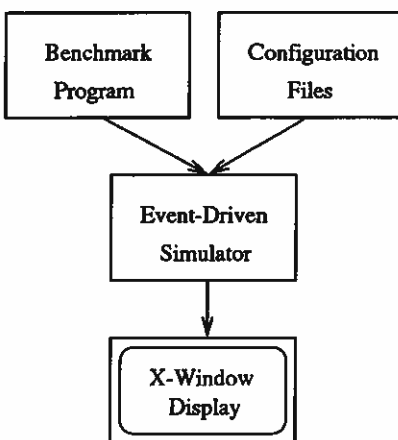 Benchmark
Program
Configuration
Files
Event-Driven
Simulator
X-Window
Display